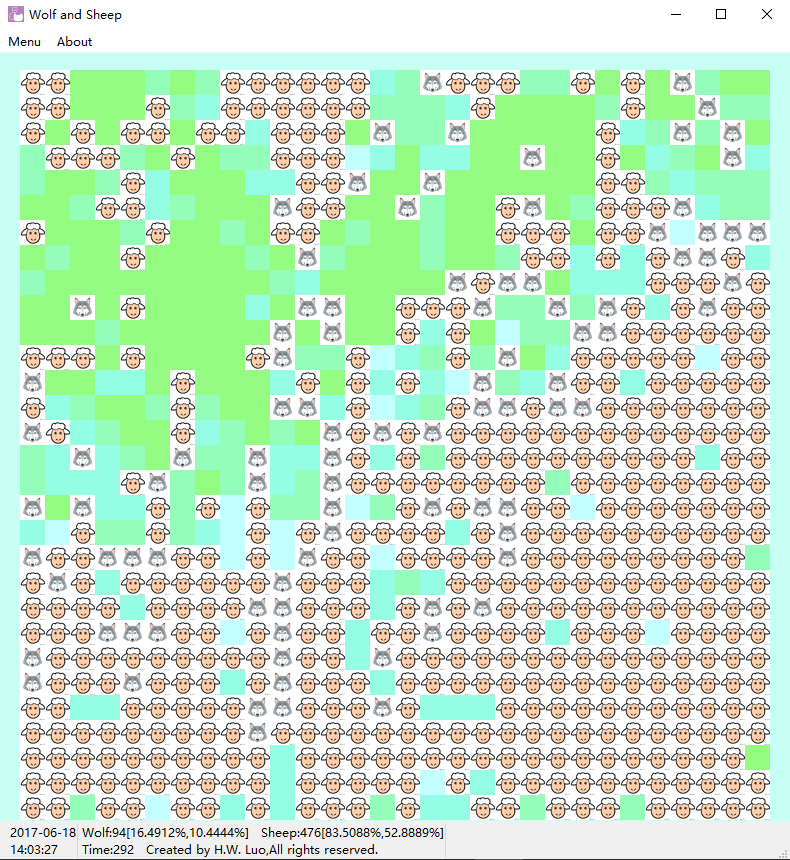 Wolf and Sheep
Menu About
2017-06-18 Wolf:94[16.4912%,10.4444%] Sheep:476[83.5088%,52.8889%]
14:03:27 Time:292 Created by H.W. Luo,All rights reserved.